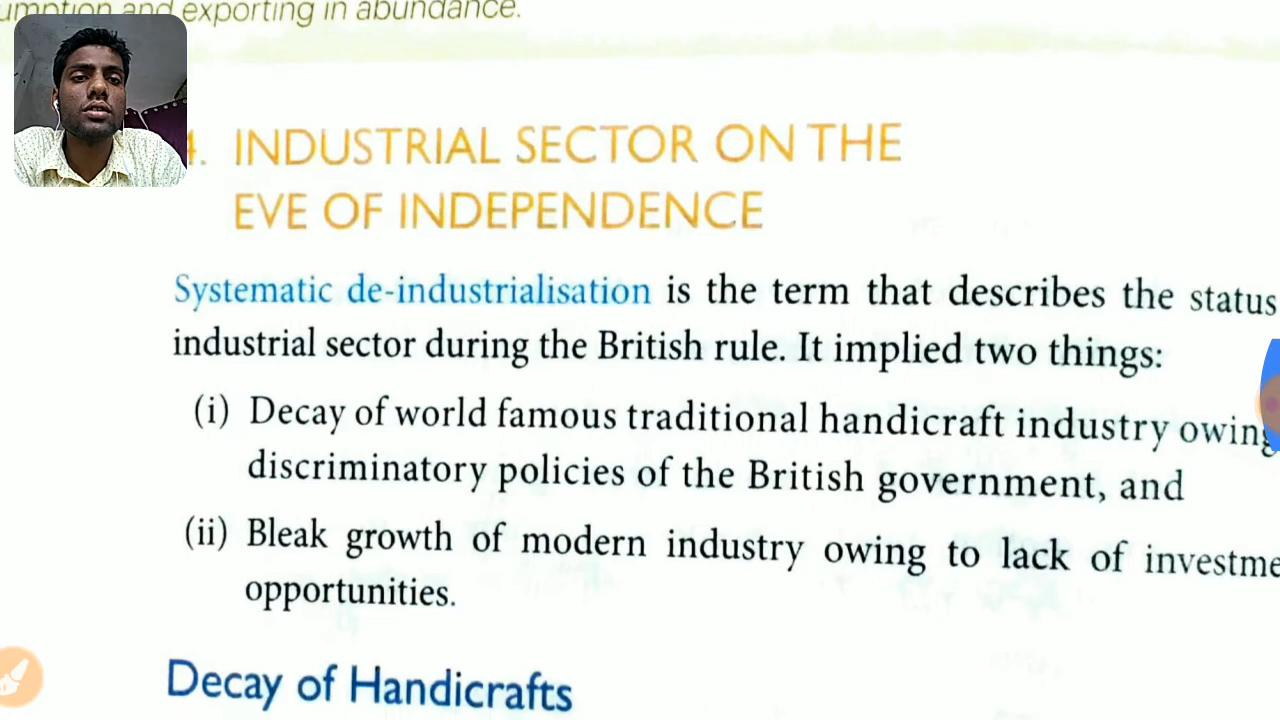 and exporting in abundance.
4. INDUSTRIAL SECTOR ON THE
EVE OF INDEPENDENCE
Systematic de-industrialisation is the term that describes the status
industrial sector during the British rule. It implied two things:
(i) Decay of world famous traditional handicraft industry owing
discriminatory policies of the British government, and
(ii) Bleak growth of modern industry owing to lack of
opportunities.
Decay of Handicrafts